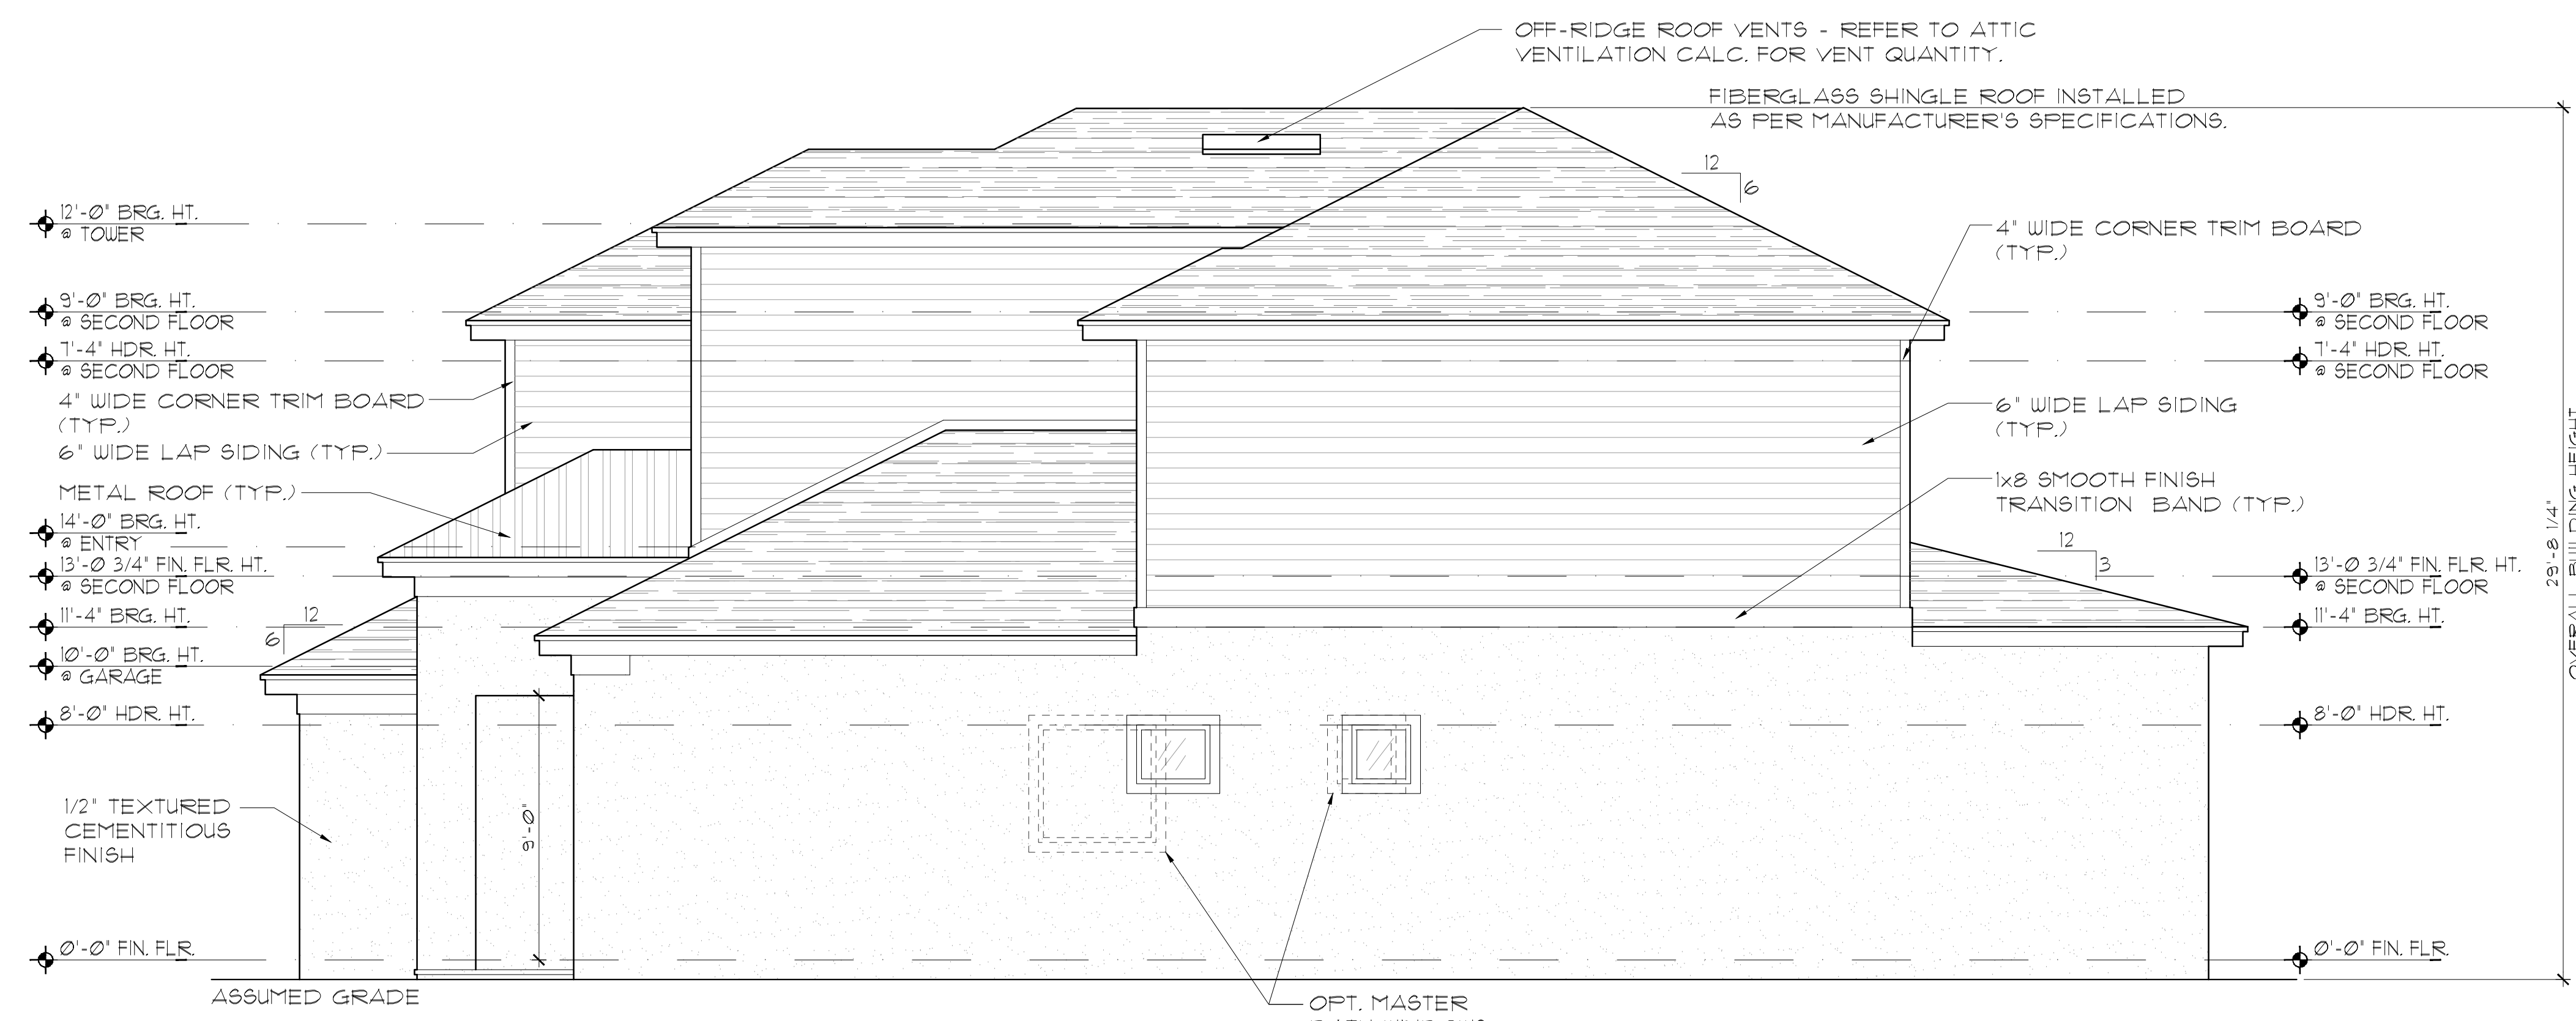 OFF-RIDGE ROOF VENTS - REFER TO ATTIC
VENTILATION CALC. FOR VENT QUANTITY.
FIBERGLASS SHINGLE ROOF INSTALLED
AS PER MANUFACTURER'S SPECIFICATIONS.
12
6
12'-0" BRG. HT.
@ TOWER
9'-0" BRG. HT.
@ SECOND FLOOR
7'-4" HDR. HT.
@ SECOND FLOOR
4" WIDE CORNER TRIM BOARD
(TYP.)
6" WIDE LAP SIDING (TYP.)
METAL ROOF (TYP.)
14'-0" BRG. HT.
@ ENTRY
13'-0 3/4" FIN. FLR. HT.
@ SECOND FLOOR
11'-4" BRG. HT.
12
6
10'-0" BRG. HT.
@ GARAGE
8'-0" HDR. HT.
1/2" TEXTURED
CEMENTITIOUS
FINISH
9'-0"
0'-0" FIN. FLR.
ASSUMED GRADE
4" WIDE CORNER TRIM BOARD
(TYP.)
9'-0" BRG. HT.
@ SECOND FLOOR
7'-4" HDR. HT.
@ SECOND FLOOR
6" WIDE LAP SIDING
(TYP.)
1x8 SMOOTH FINISH
TRANSITION BAND (TYP.)
12
3
13'-0 3/4" FIN. FLR. HT.
@ SECOND FLOOR
11'-4" BRG. HT.
8'-0" HDR. HT.
0'-0" FIN. FLR.
29'-8 1/4"
OVERALL BUILDING HEIGHT
OPT. MASTER